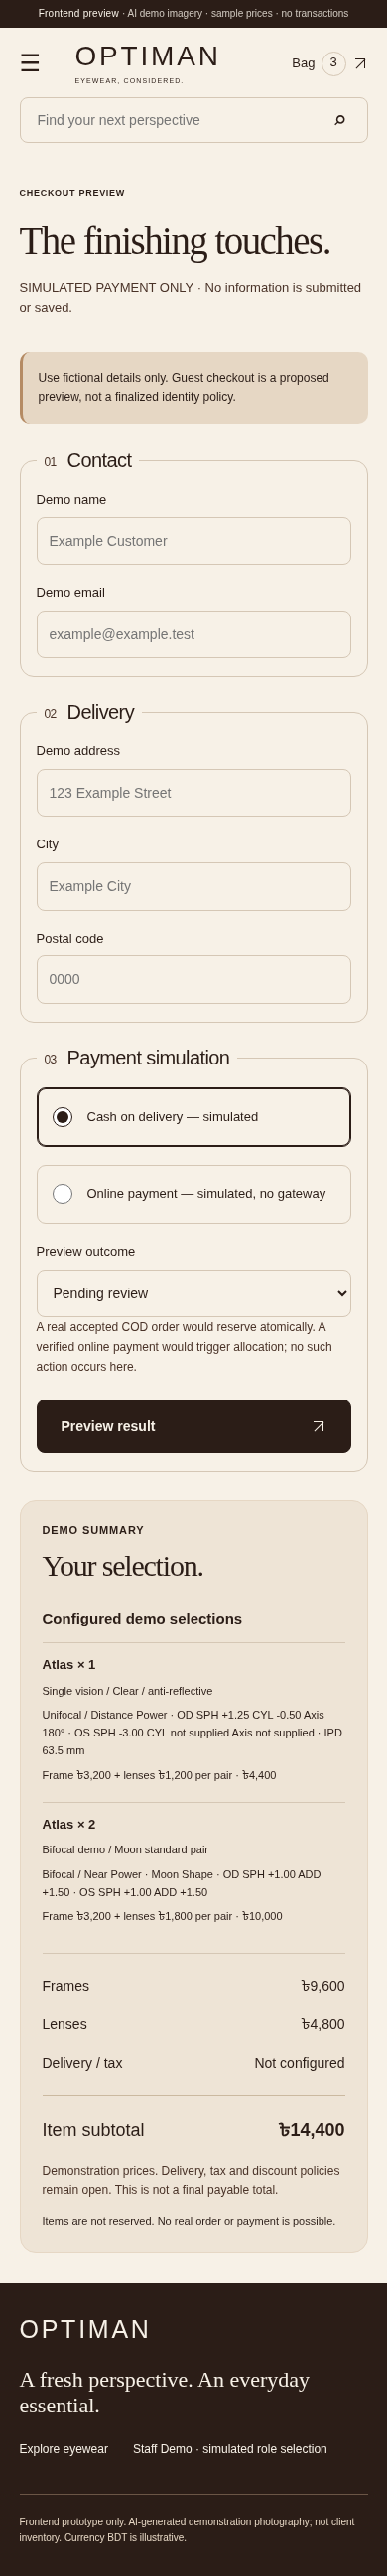 Frontend preview · AI demo imagery · sample prices · no transactions
OPTIMAN
EYEWEAR, CONSIDERED.
Bag 3
Find your next perspective
CHECKOUT PREVIEW
The finishing touches.
SIMULATED PAYMENT ONLY · No information is submitted
or saved.
Use fictional details only. Guest checkout is a proposed
preview, not a finalized identity policy.
01 Contact
Demo name
Example Customer
Demo email
example@example.test
02 Delivery
Demo address
123 Example Street
City
Example City
Postal code
0000
03 Payment simulation
Cash on delivery — simulated
Online payment — simulated, no gateway
Preview outcome
Pending review
A real accepted COD order would reserve atomically. A
verified online payment would trigger allocation; no such
action occurs here.
Preview result
DEMO SUMMARY
Your selection.
Configured demo selections
Atlas × 1
Single vision / Clear / anti-reflective
Unifocal / Distance Power · OD SPH +1.25 CYL -0.50 Axis
180° · OS SPH -3.00 CYL not supplied Axis not supplied · IPD
63.5 mm
Frame ৳3,200 + lenses ৳1,200 per pair · ৳4,400
Atlas × 2
Bifocal demo / Moon standard pair
Bifocal / Near Power · Moon Shape · OD SPH +1.00 ADD
+1.50 · OS SPH +1.00 ADD +1.50
Frame ৳3,200 + lenses ৳1,800 per pair · ৳10,000
Frames ৳9,600
Lenses ৳4,800
Delivery / tax Not configured
Item subtotal ৳14,400
Demonstration prices. Delivery, tax and discount policies
remain open. This is not a final payable total.
Items are not reserved. No real order or payment is possible.
OPTIMAN
A fresh perspective. An everyday
essential.
Explore eyewear Staff Demo · simulated role selection
Frontend prototype only. AI-generated demonstration photography; not client
inventory. Currency BDT is illustrative.